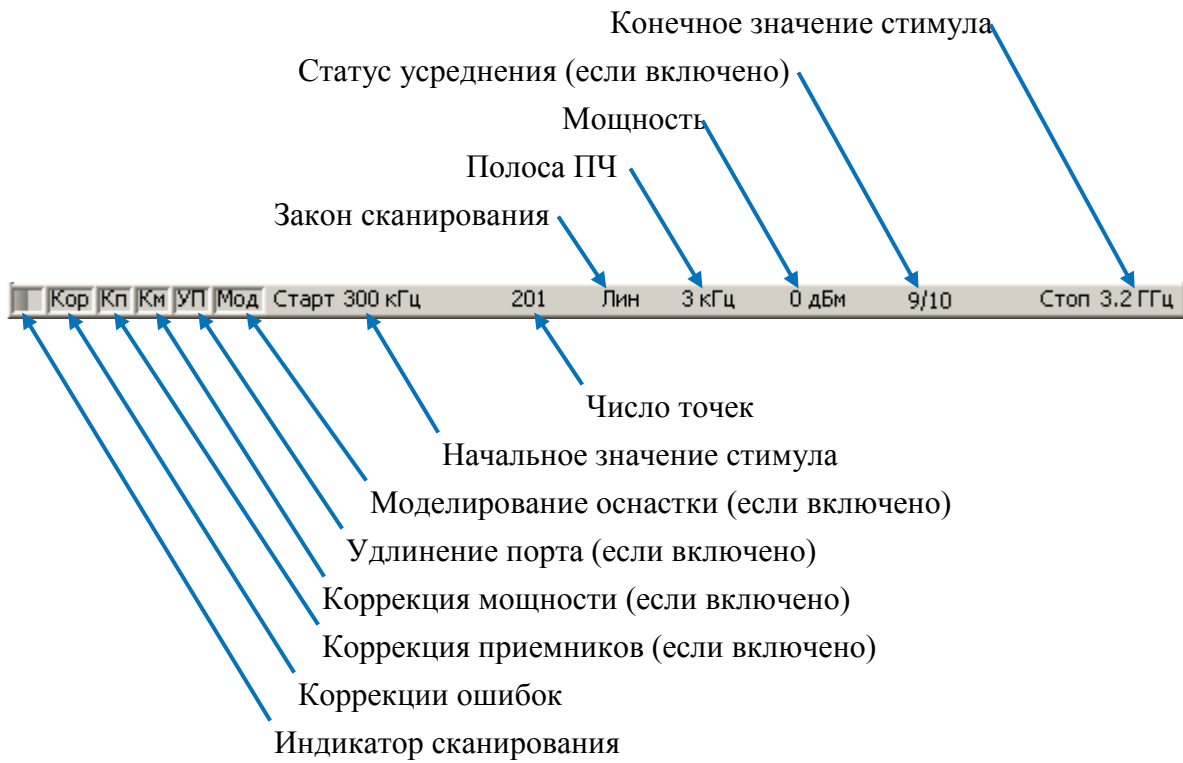 Конечное значение стимула
Статус усреднения (если включено)
Мощность
Полоса ПЧ
Закон сканирования
Кор Кп Км УП Мод Старт 300 кГц 201 Лин 3 кГц 0 дБм 9/10 Стоп 3.2 ГГц
Число точек
Начальное значение стимула
Моделирование оснастки (если включено)
Удлинение порта (если включено)
Коррекция мощности (если включено)
Коррекция приемников (если включено)
Коррекции ошибок
Индикатор сканирования